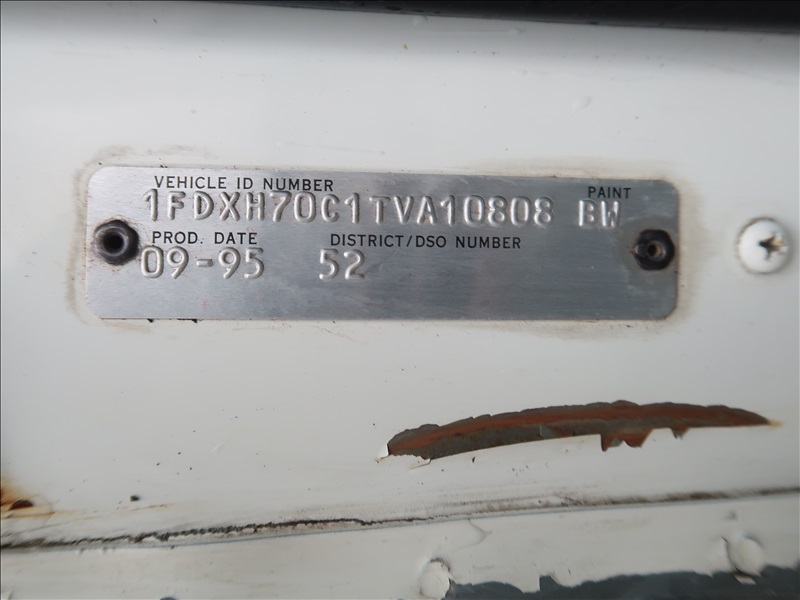 VEHICLE ID NUMBER PAINT
1FDXH70C1TVA10808 BW
PROD. DATE DISTRICT/DSO NUMBER
09-95 52